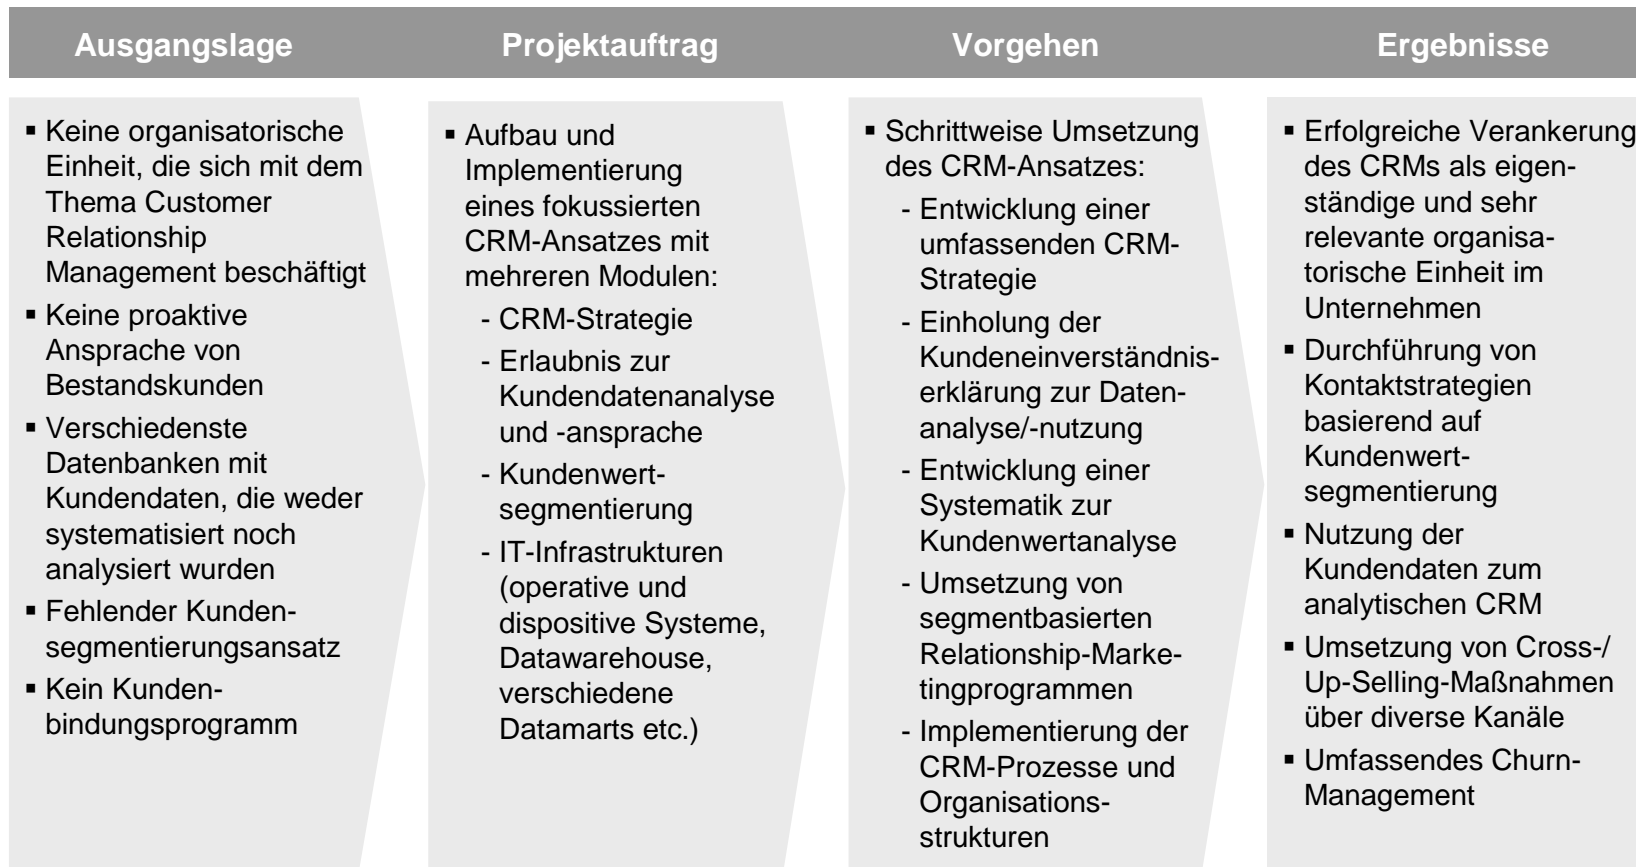 Ausgangslage
Projektauftrag
Vorgehen
Ergebnisse
▪ Keine organisatorische
Einheit, die sich mit dem
Thema Customer
Relationship
Management beschäftigt
▪ Keine proaktive
Ansprache von
Bestandskunden
▪ Verschiedenste
Datenbanken mit
Kundendaten, die weder
systematisiert noch
analysiert wurden
▪ Fehlender Kunden-
segmentierungsansatz
▪ Kein Kunden-
bindungsprogramm
▪ Aufbau und
Implementierung
eines fokussierten
CRM-Ansatzes mit
mehreren Modulen:
- CRM-Strategie
- Erlaubnis zur
Kundendatenanalyse
und -ansprache
- Kundenwert-
segmentierung
- IT-Infrastrukturen
(operative und
dispositive Systeme,
Datawarehouse,
verschiedene
Datamarts etc.)
▪ Schrittweise Umsetzung
des CRM-Ansatzes:
- Entwicklung einer
umfassenden CRM-
Strategie
- Einholung der
Kundeneinverständnis-
erklärung zur Daten-
analyse/-nutzung
- Entwicklung einer
Systematik zur
Kundenwertanalyse
- Umsetzung von
segmentbasierten
Relationship-Marke-
tingprogrammen
- Implementierung der
CRM-Prozesse und
Organisations-
strukturen
▪ Erfolgreiche Verankerung
des CRMs als eigen-
ständige und sehr
relevante organisa-
torische Einheit im
Unternehmen
▪ Durchführung von
Kontaktstrategien
basierend auf
Kundenwert-
segmentierung
▪ Nutzung der
Kundendaten zum
analytischen CRM
▪ Umsetzung von Cross-/
Up-Selling-Maßnahmen
über diverse Kanäle
▪ Umfassendes Churn-
Management